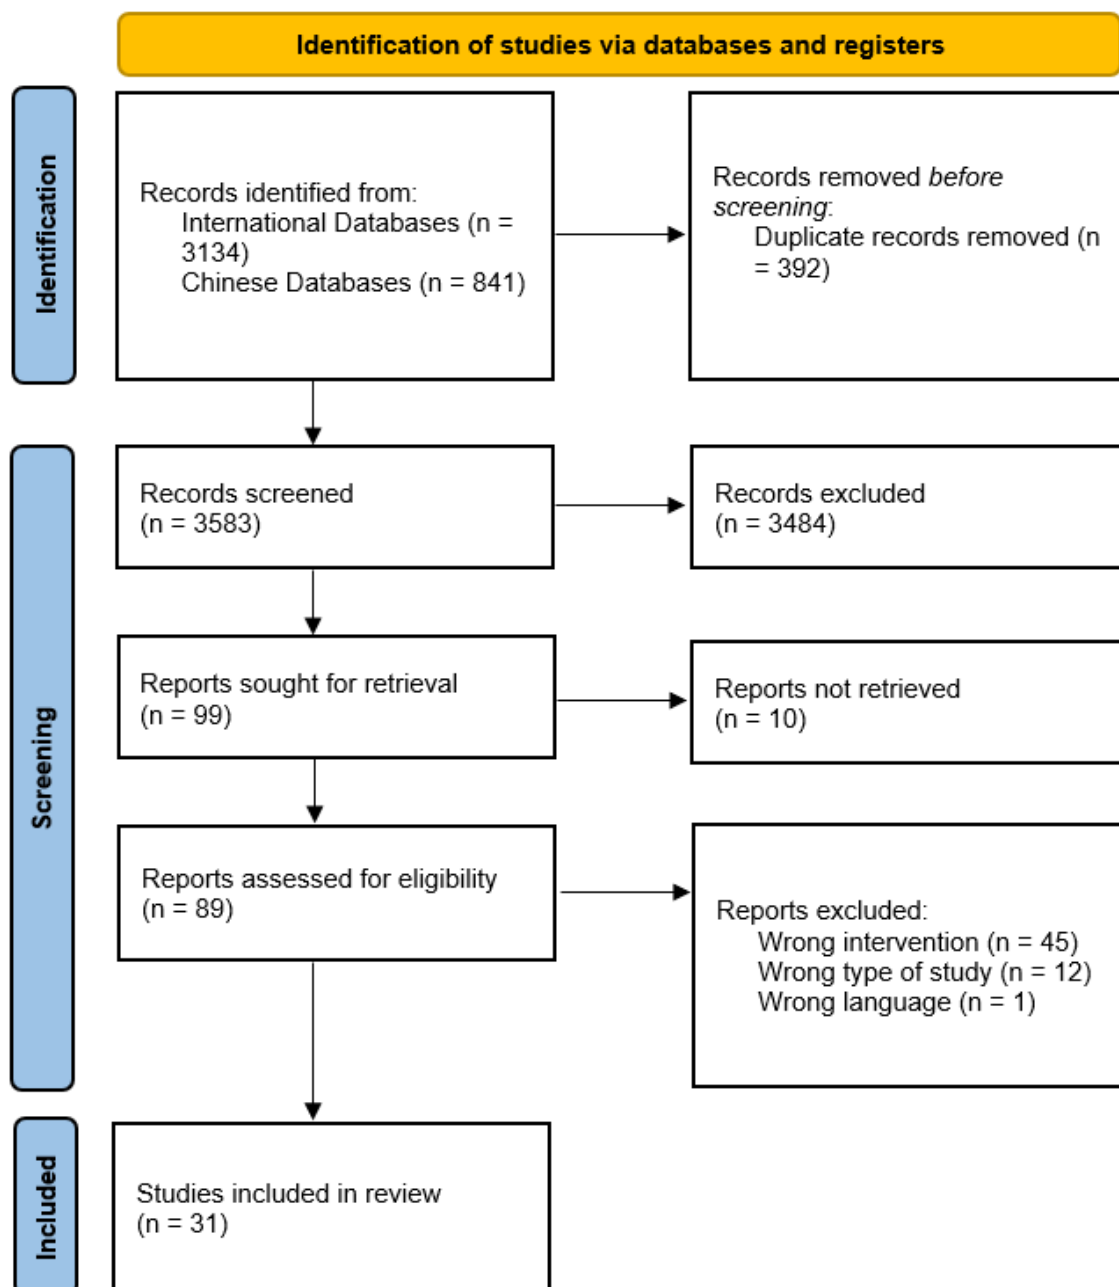 Identification of studies via databases and registers
Identification
Records identified from:
International Databases (n =
3134)
Chinese Databases (n = 841)
Records removed before
screening:
Duplicate records removed (n
= 392)
Screening
Records screened
(n = 3583)
Records excluded
(n = 3484)
Reports sought for retrieval
(n = 99)
Reports not retrieved
(n = 10)
Reports assessed for eligibility
(n = 89)
Reports excluded:
Wrong intervention (n = 45)
Wrong type of study (n = 12)
Wrong language (n = 1)
Included
Studies included in review
(n = 31)